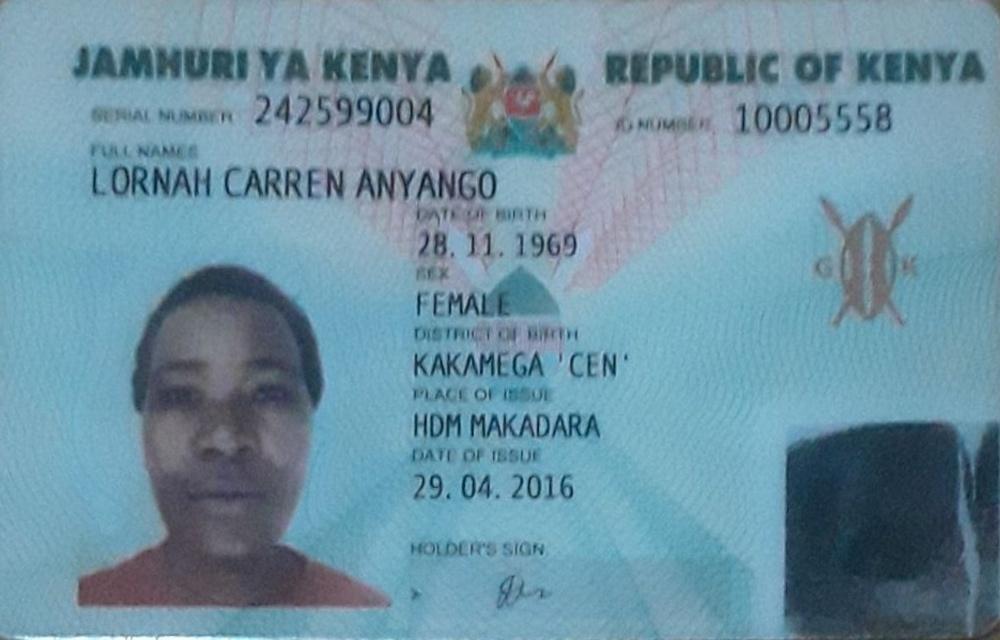 JAMHURI YA KENYA REPUBLIC OF KENYA
SERIAL NUMBER 242599004 ID NUMBER 10005558
FULL NAMES
LORNAH CARREN ANYANGO
DATE OF BIRTH
28. 11. 1969
SEX
FEMALE
DISTRICT OF BIRTH
KAKAMEGA 'CEN'
PLACE OF ISSUE
HDM MAKADARA
DATE OF ISSUE
29. 04. 2016
HOLDER'S SIGN.
G K